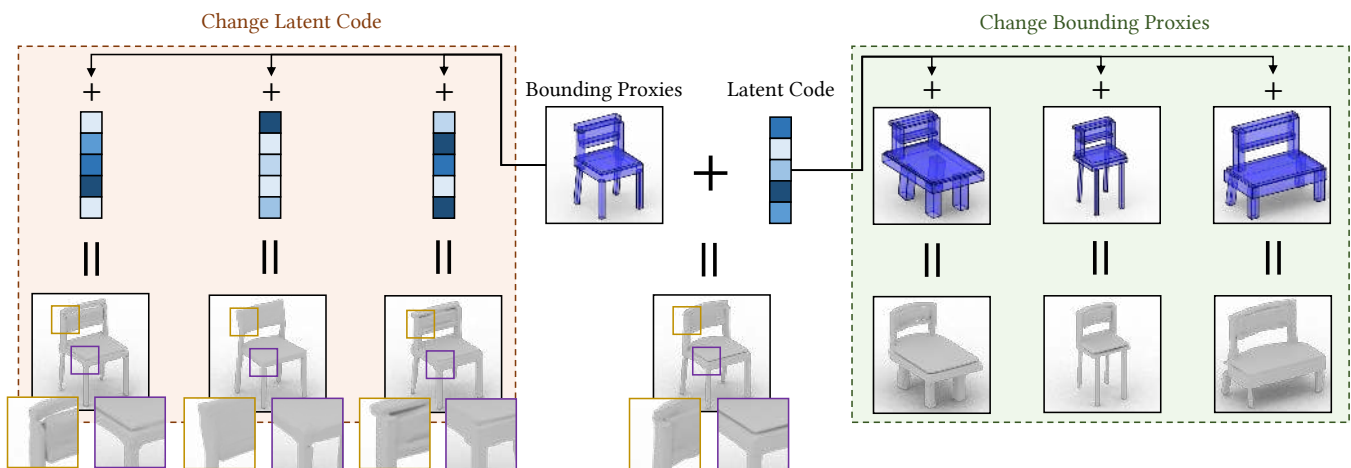 Change Latent Code
Change Bounding Proxies
Bounding Proxies
Latent Code